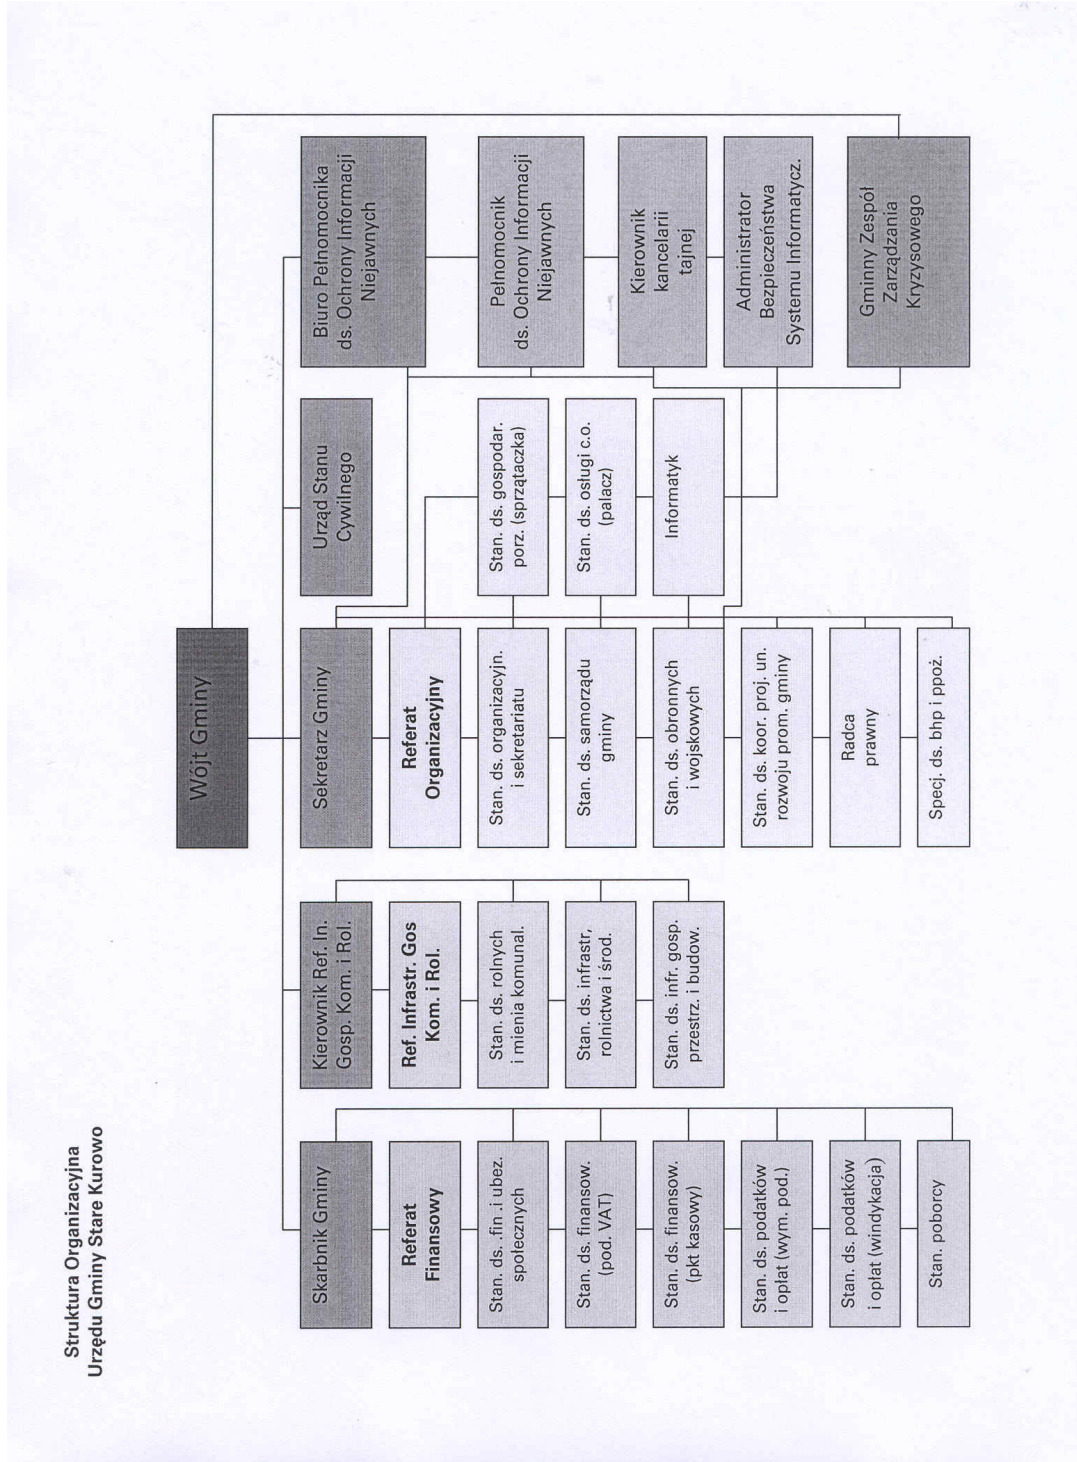 Struktura Organizacyjna
Urzędu Gminy Stare Kurowo
Wójt Gminy
Skarbnik Gminy
Kierownik Ref. In.
Gosp. Kom. i Rol.
Sekretarz Gminy
Urząd Stanu
Cywilnego
Biuro Pełnomocnika
ds. Ochrony Informacji
Niejawnych
Referat
Finansowy
Stan. ds. .fin .i ubez.
społecznych
Stan. ds. finansow.
(pod. VAT)
Stan. ds. finansow.
(pkt kasowy)
Stan. ds. podatków
i opłat (wym. pod.)
Stan. ds. podatków
i opłat (windykacja)
Stan. poborcy
Ref. Infrastr. Gos
Kom. i Rol.
Stan. ds. rolnych
i mienia komunal.
Stan. ds. infrastr,
rolnictwa i środ.
Stan. ds. infr. gosp.
przestrz. i budow.
Referat
Organizacyjny
Stan. ds. organizacyjn.
i sekretariatu
Stan. ds. samorządu
gminy
Stan. ds. obronnych
i wojskowych
Stan. ds. koor. proj. un.
rozwoju prom. gminy
Radca
prawny
Specj. ds. bhp i ppoż.
Stan. ds. gospodar.
porz. (sprzątaczka)
Stan. ds. osługi c.o.
(palacz)
Informatyk
Pełnomocnik
ds. Ochrony Informacji
Niejawnych
Kierownik
kancelarii
tajnej
Administrator
Bezpieczeństwa
Systemu Informatycz.
Gminny Zespół
Zarządzania
Kryzysowego